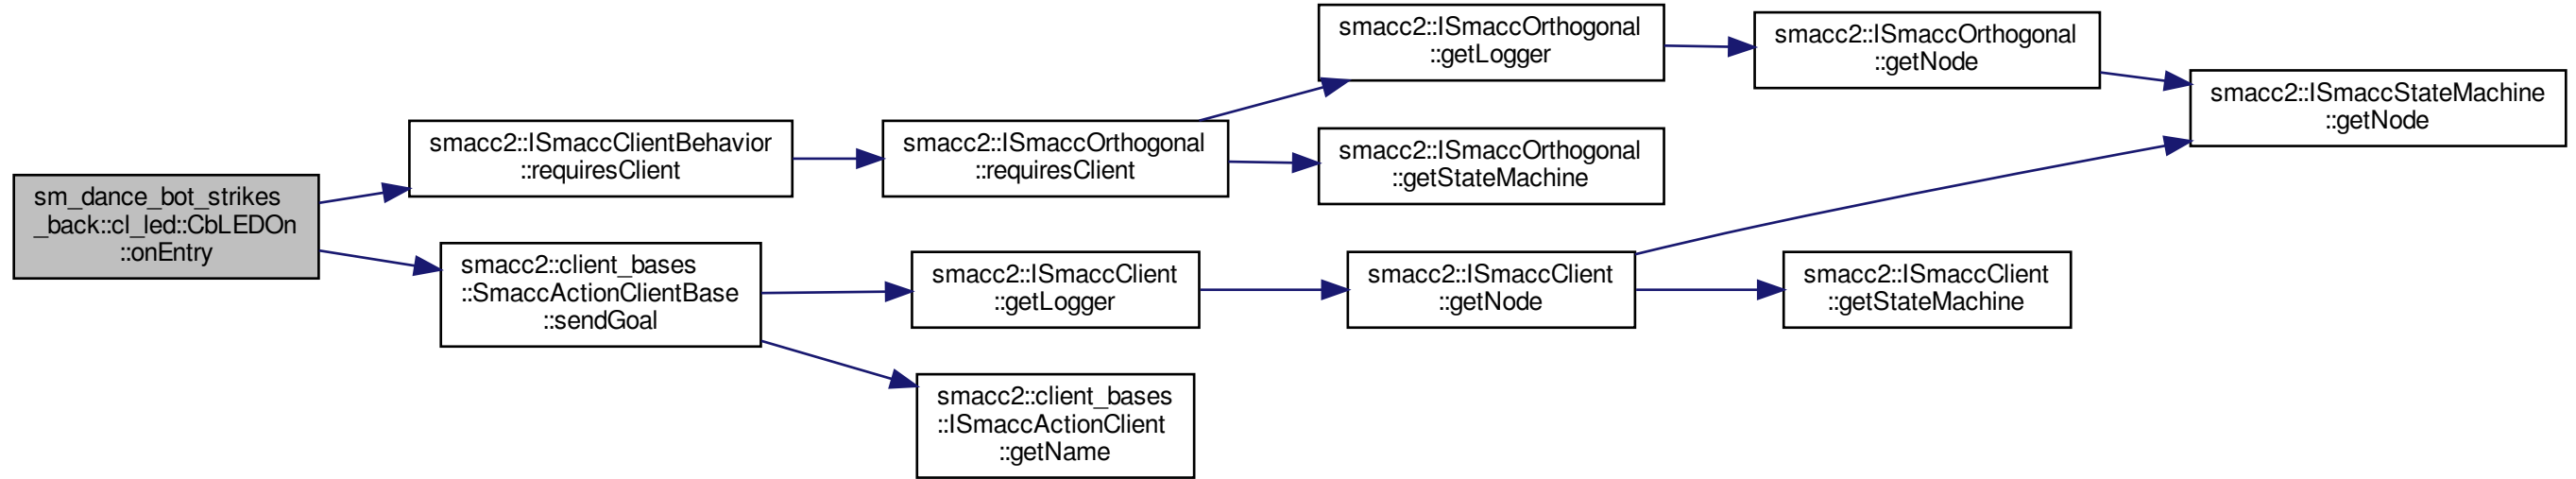 sm_dance_bot_strikes
_back::cl_led::CbLEDOn
::onEntry
smacc2::ISmaccClientBehavior
::requiresClient
smacc2::ISmaccOrthogonal
::requiresClient
smacc2::ISmaccOrthogonal
::getLogger
smacc2::ISmaccOrthogonal
::getNode
smacc2::ISmaccStateMachine
::getNode
smacc2::ISmaccOrthogonal
::getStateMachine
smacc2::client_bases
::SmaccActionClientBase
::sendGoal
smacc2::ISmaccClient
::getLogger
smacc2::ISmaccClient
::getNode
smacc2::ISmaccClient
::getStateMachine
smacc2::client_bases
::ISmaccActionClient
::getName